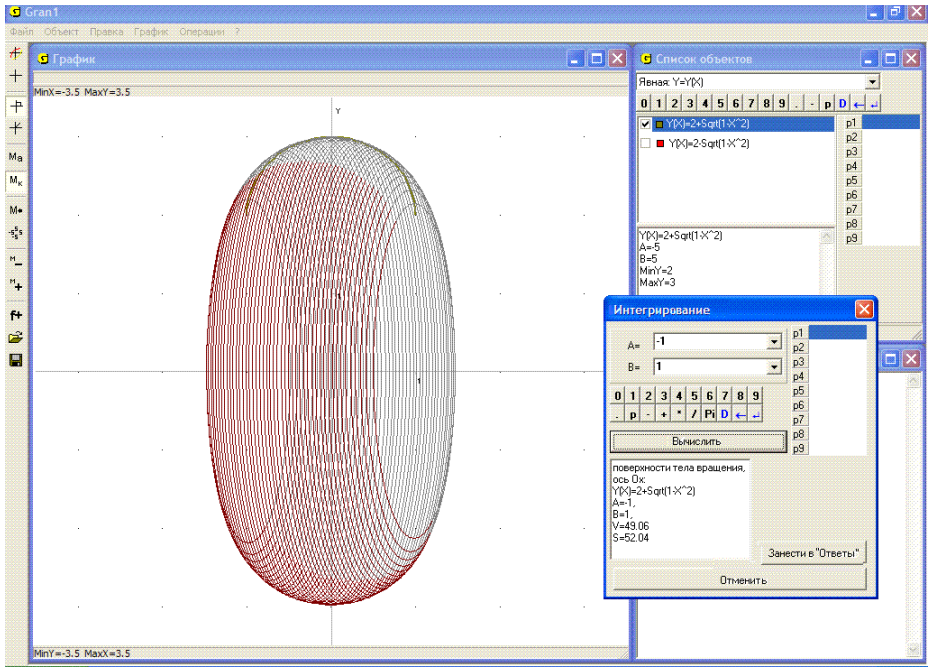 Gran1
Файл Объект Правка График Операции ?
График
MinX=-3.5 MaxY=3.5
Y
1
1
MinY=-3.5 MaxX=3.5
Ma
Mк
M
f+
Список объектов
Явная: Y=Y(X)
0 1 2 3 4 5 6 7 8 9 . - p D ← ↵
Y(X)=2+Sqrt(1-X^2)
Y(X)=2-Sqrt(1-X^2)
p1
p2
p3
p4
p5
p6
p7
p8
p9
Y(X)=2+Sqrt(1-X^2)
A=-5
B=5
MinY=2
MaxY=3
Интегрирование
A= -1
B= 1
0 1 2 3 4 5 6 7 8 9
. p - + * / Pi D ← ↵
Вычислить
p1
p2
p3
p4
p5
p6
p7
p8
p9
поверхности тела вращения,
ось Ox:
Y(X)=2+Sqrt(1-X^2)
A=-1,
B=1,
V=49.06
S=52.04
Занести в "Ответы"
Отменить